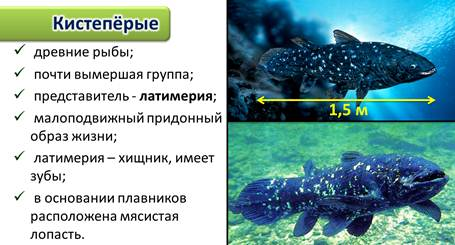 Кистепёрые
✓ древние рыбы;
✓ почти вымершая группа;
✓ представитель - латимерия;
✓ малоподвижный придонный
образ жизни;
✓ латимерия – хищник, имеет
зубы;
✓ в основании плавников
расположена мясистая
лопасть.
1,5 м